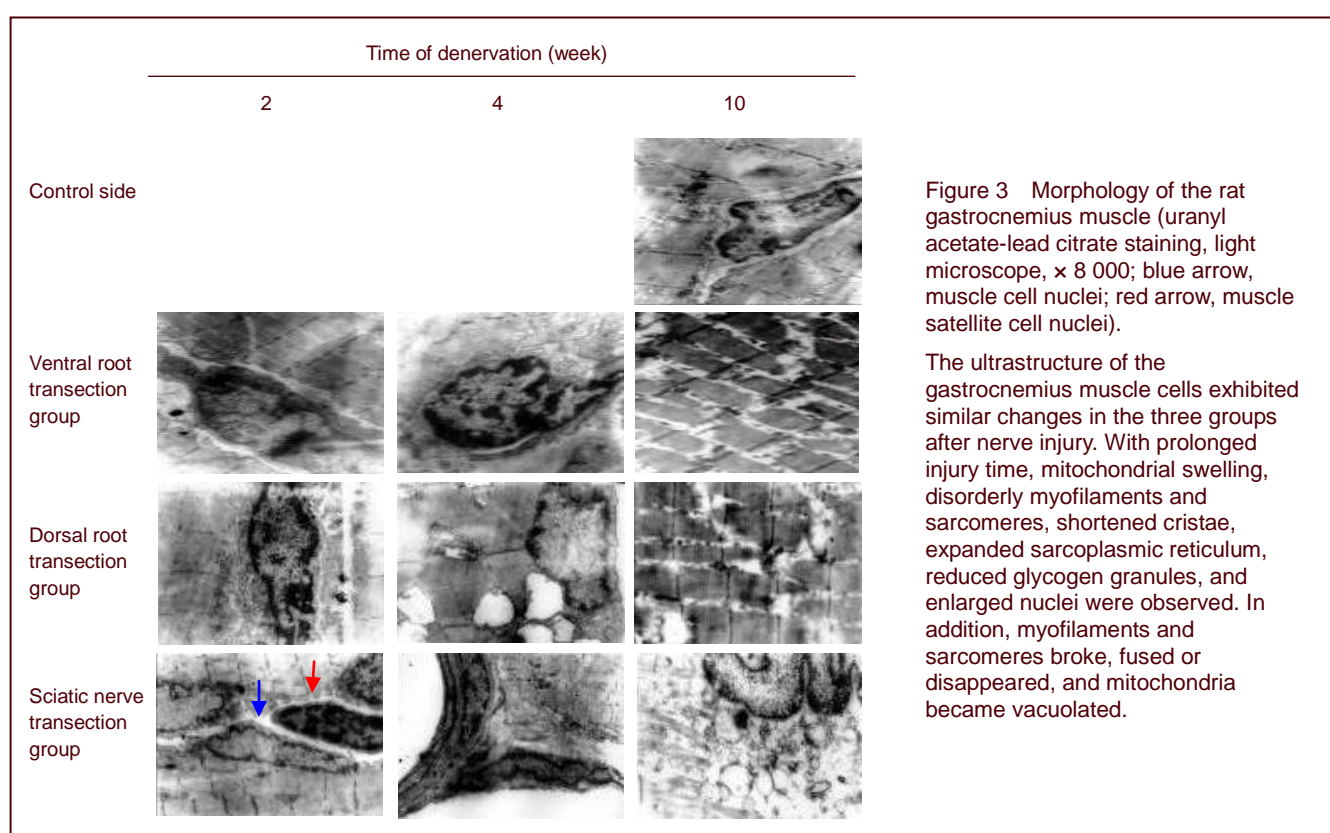 Time of denervation (week)
2 4 10
Control side
Ventral root
transection
group
Dorsal root
transection
group
Sciatic nerve
transection
group
Figure 3 Morphology of the rat
gastrocnemius muscle (uranyl
acetate-lead citrate staining, light
microscope, × 8 000; blue arrow,
muscle cell nuclei; red arrow, muscle
satellite cell nuclei).
The ultrastructure of the
gastrocnemius muscle cells exhibited
similar changes in the three groups
after nerve injury. With prolonged
injury time, mitochondrial swelling,
disorderly myofilaments and
sarcomeres, shortened cristae,
expanded sarcoplasmic reticulum,
reduced glycogen granules, and
enlarged nuclei were observed. In
addition, myofilaments and
sarcomeres broke, fused or
disappeared, and mitochondria
became vacuolated.